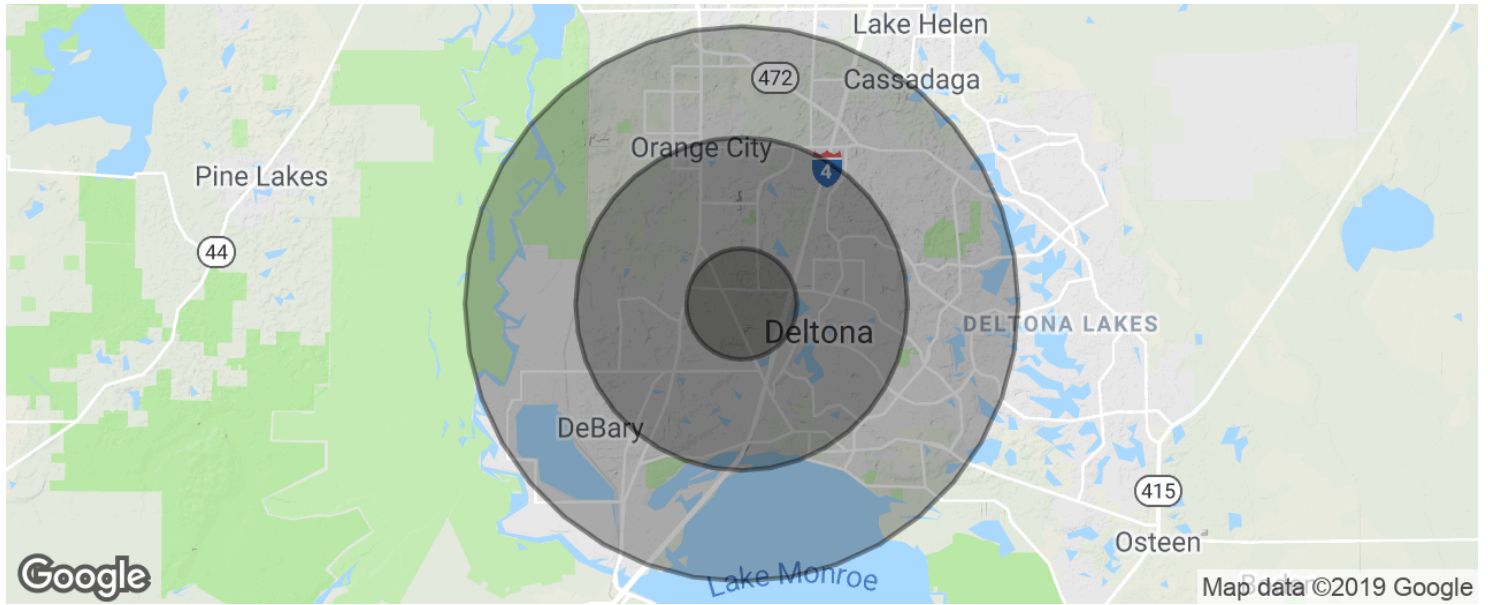 Lake Helen
472
Cassadaga
Orange City
4
Pine Lakes
44
Deltona
DELTONA LAKES
DeBary
415
Osteen
Lake Monroe
Google
Map data ©2019 Google